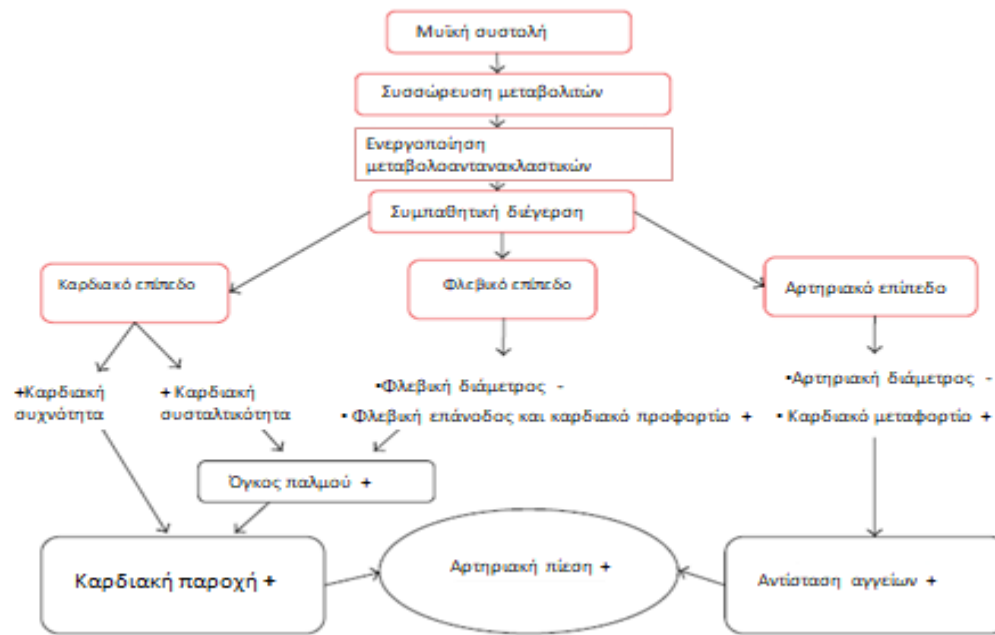 Μυϊκή συστολή
Συσσώρευση μεταβολιτών
Ενεργοποίηση
μεταβολοαντανακλαστικών
Συμπαθητική διέγερση
Καρδιακό επίπεδο
Φλεβικό επίπεδο
Αρτηριακό επίπεδο
+Καρδιακή
συχνότητα
+ Καρδιακή
συσταλτικότητα
•Φλεβική διάμετρος -
• Φλεβική επάνοδος και καρδιακό προφορτίο +
•Αρτηριακή διάμετρος -
• Καρδιακό μεταφορτίο +
Όγκος παλμού +
Καρδιακή παροχή +
Αρτηριακή πίεση +
Αντίσταση αγγείων +